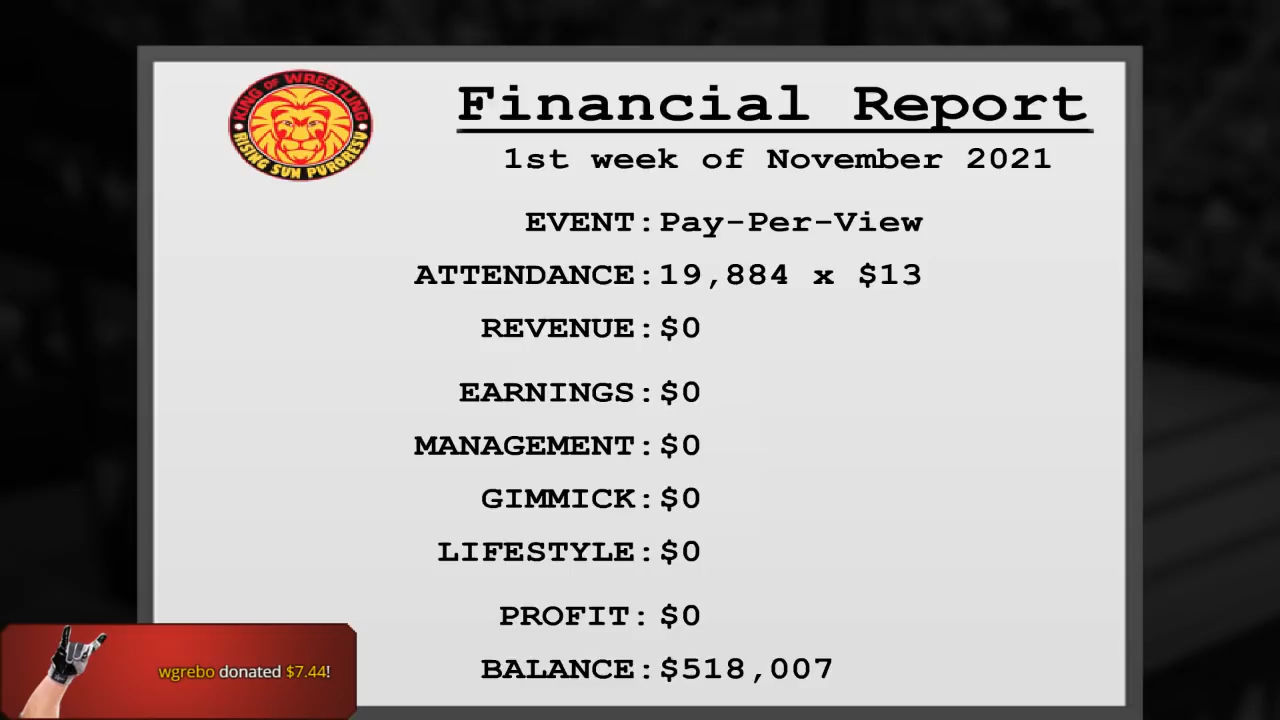 KING OF WRESTLING
RISING SUN PURORESU
Financial Report
1st week of November 2021
EVENT: Pay-Per-View
ATTENDANCE: 19,884 x $13
REVENUE: $0
EARNINGS: $0
MANAGEMENT: $0
GIMMICK: $0
LIFESTYLE: $0
PROFIT: $0
BALANCE: $518,007
wgrebo donated $7.44!